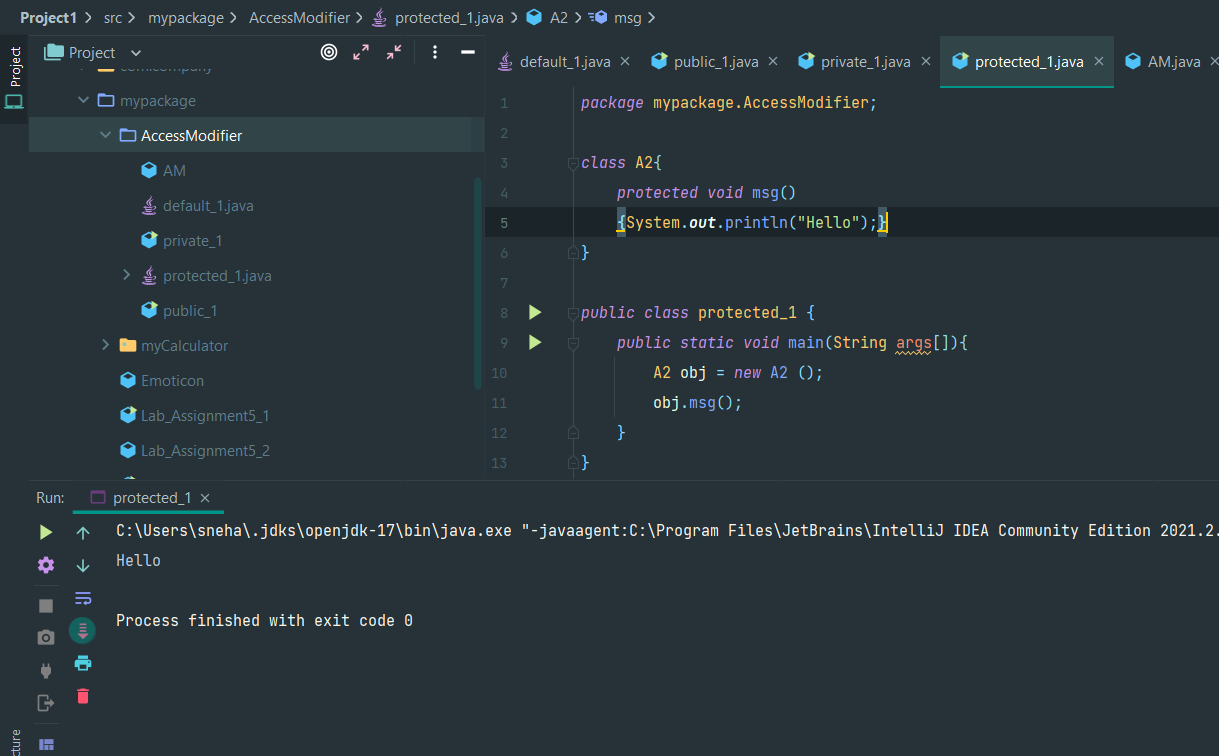 Project1 > src > mypackage > AccessModifier > protected_1.java > A2 > msg >
Project
Project
default_1.java × public_1.java × private_1.java × protected_1.java × AM.java ×
mypackage
AccessModifier
AM
default_1.java
private_1
protected_1.java
public_1
myCalculator
Emoticon
Lab_Assignment5_1
Lab_Assignment5_2
1 package mypackage.AccessModifier;
2
3 class A2{
4 protected void msg()
5 {System.out.println("Hello");}
6 }
7
8 public class protected_1 {
9 public static void main(String args[]){
10 A2 obj = new A2 ();
11 obj.msg();
12 }
13 }
Run: protected_1 ×
C:\Users\sneha\.jdks\openjdk-17\bin\java.exe "-javaagent:C:\Program Files\JetBrains\IntelliJ IDEA Community Edition 2021.2.
Hello
Process finished with exit code 0
cture